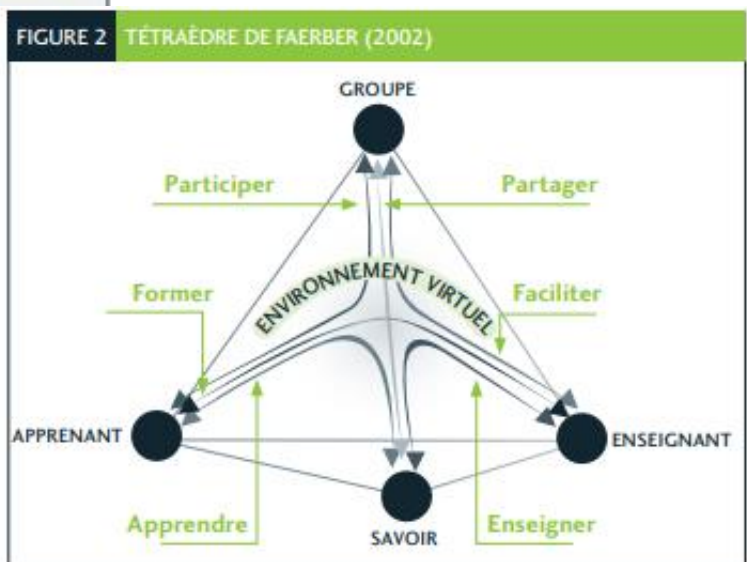 FIGURE 2 TÉTRAÈDRE DE FAERBER (2002)
GROUPE
Participer
Partager
ENVIRONNEMENT VIRTUEL
Former
Faciliter
APPRENANT
ENSEIGNANT
Apprendre
SAVOIR
Enseigner